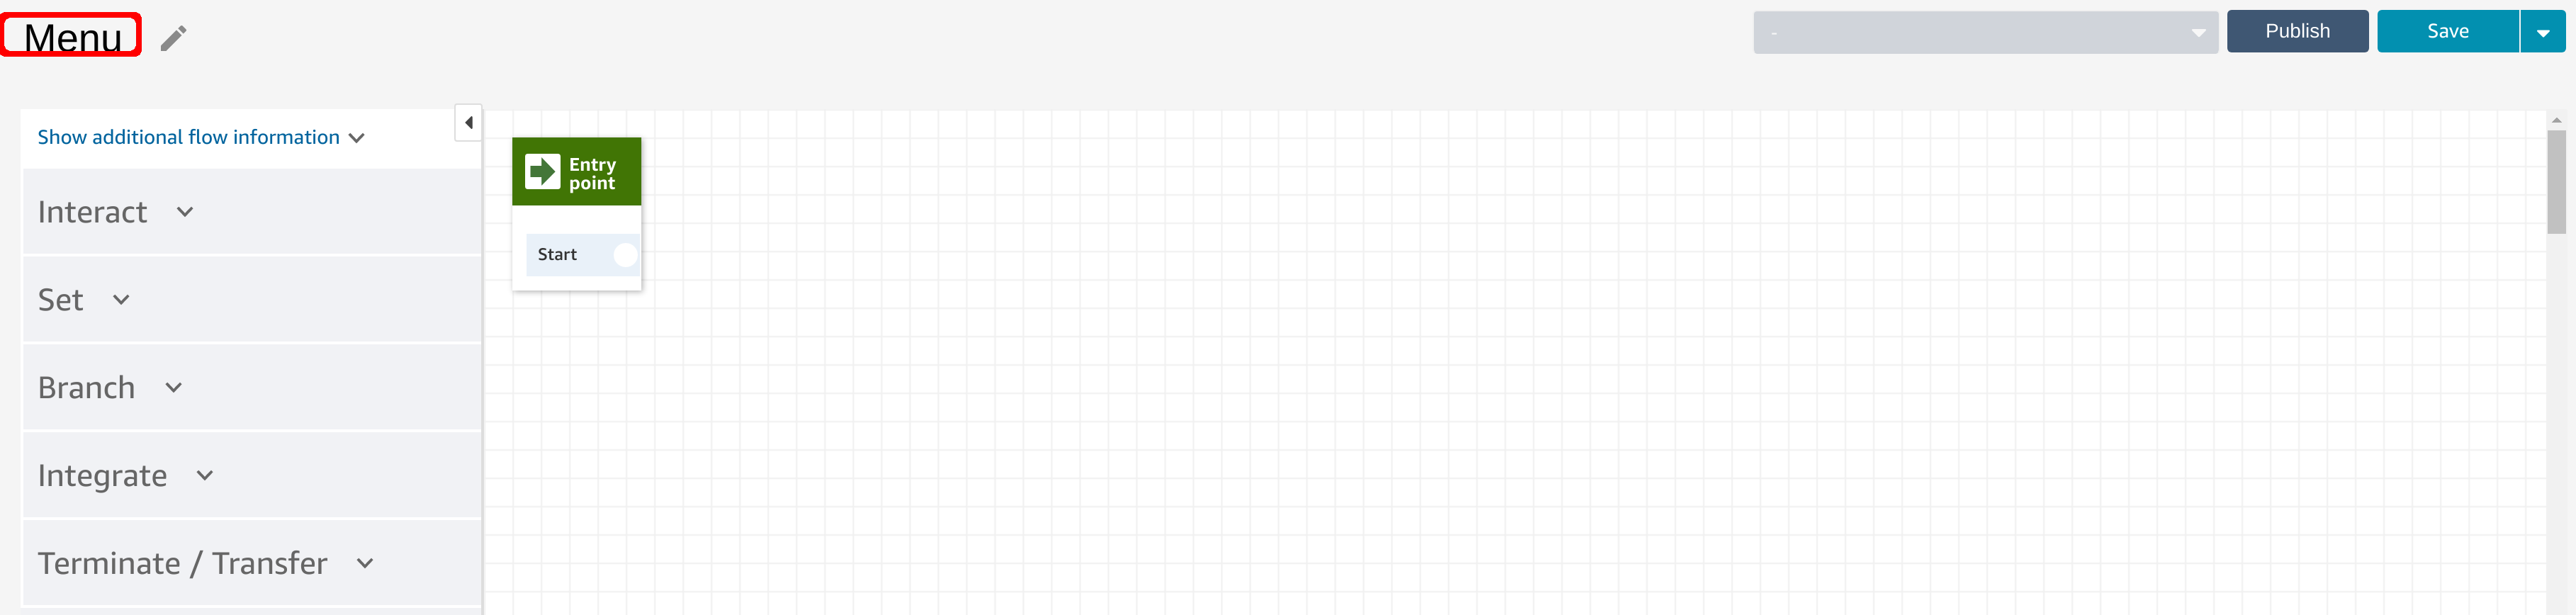 Menu
-
Publish
Save
Show additional flow information
Interact
Set
Branch
Integrate
Terminate / Transfer
Entry
point
Start